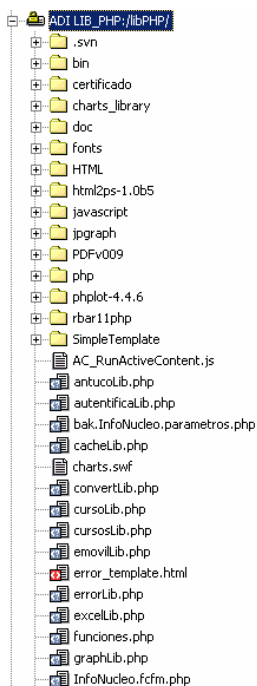 ADI LIB_PHP:/libPHP/
.svn
bin
certificado
charts_library
doc
fonts
HTML
html2ps-1.0b5
javascript
jpgraph
PDFv009
php
phplot-4.4.6
rbar11php
SimpleTemplate
AC_RunActiveContent.js
antucoLib.php
autentificaLib.php
bak.InfoNucleo.parametros.php
cacheLib.php
charts.swf
convertLib.php
cursoLib.php
cursosLib.php
emovilLib.php
error_template.html
errorLib.php
excelLib.php
funciones.php
graphLib.php
InfoNucleo.fcfm.php